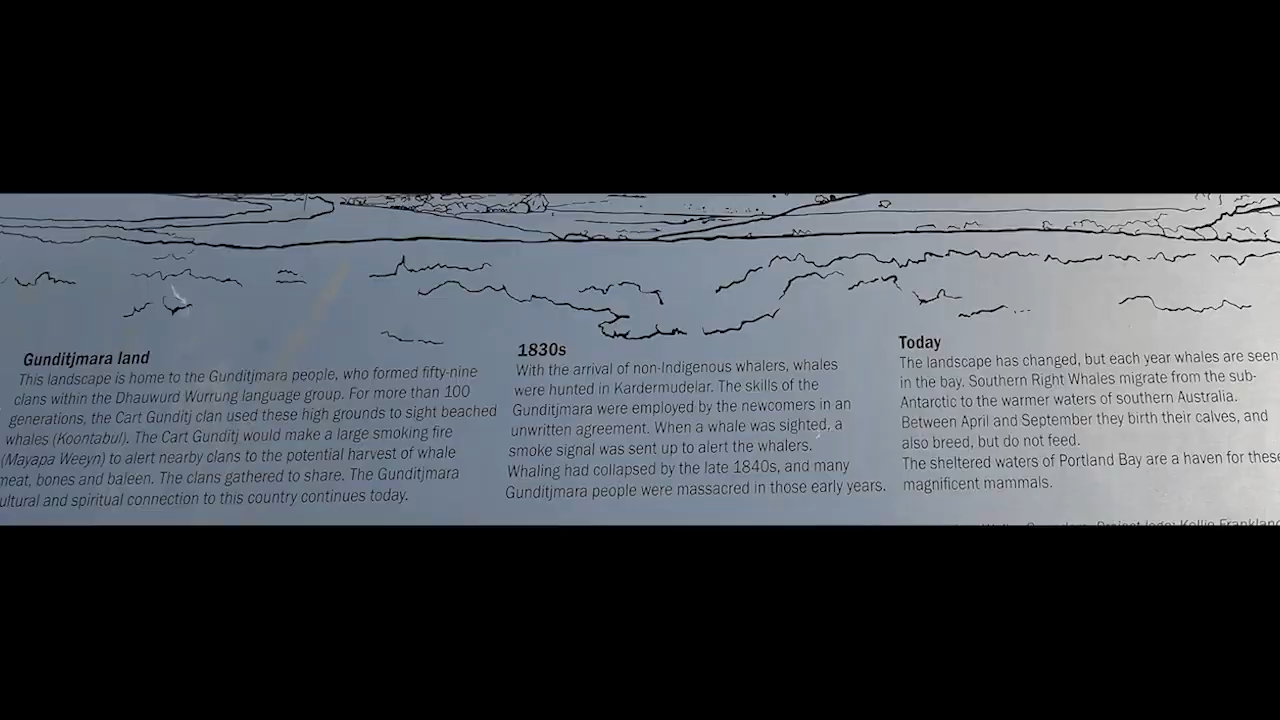 Gunditjmara land
This landscape is home to the Gunditjmara people, who formed fifty-nine
clans within the Dhauwurd Wurrung language group. For more than 100
generations, the Cart Gunditj clan used these high grounds to sight beached
whales (Koontabul). The Cart Gunditj would make a large smoking fire
(Mayapa Weeyn) to alert nearby clans to the potential harvest of whale
meat, bones and baleen. The clans gathered to share. The Gunditjmara
ultural and spiritual connection to this country continues today.
1830s
With the arrival of non-Indigenous whalers, whales
were hunted in Kardermudelar. The skills of the
Gunditjmara were employed by the newcomers in an
unwritten agreement. When a whale was sighted, a
smoke signal was sent up to alert the whalers.
Whaling had collapsed by the late 1840s, and many
Gunditjmara people were massacred in those early years.
Today
The landscape has changed, but each year whales are seen
in the bay. Southern Right Whales migrate from the sub-
Antarctic to the warmer waters of southern Australia.
Between April and September they birth their calves, and
also breed, but do not feed.
The sheltered waters of Portland Bay are a haven for these
magnificent mammals.
Project logo: Kellie Frankland